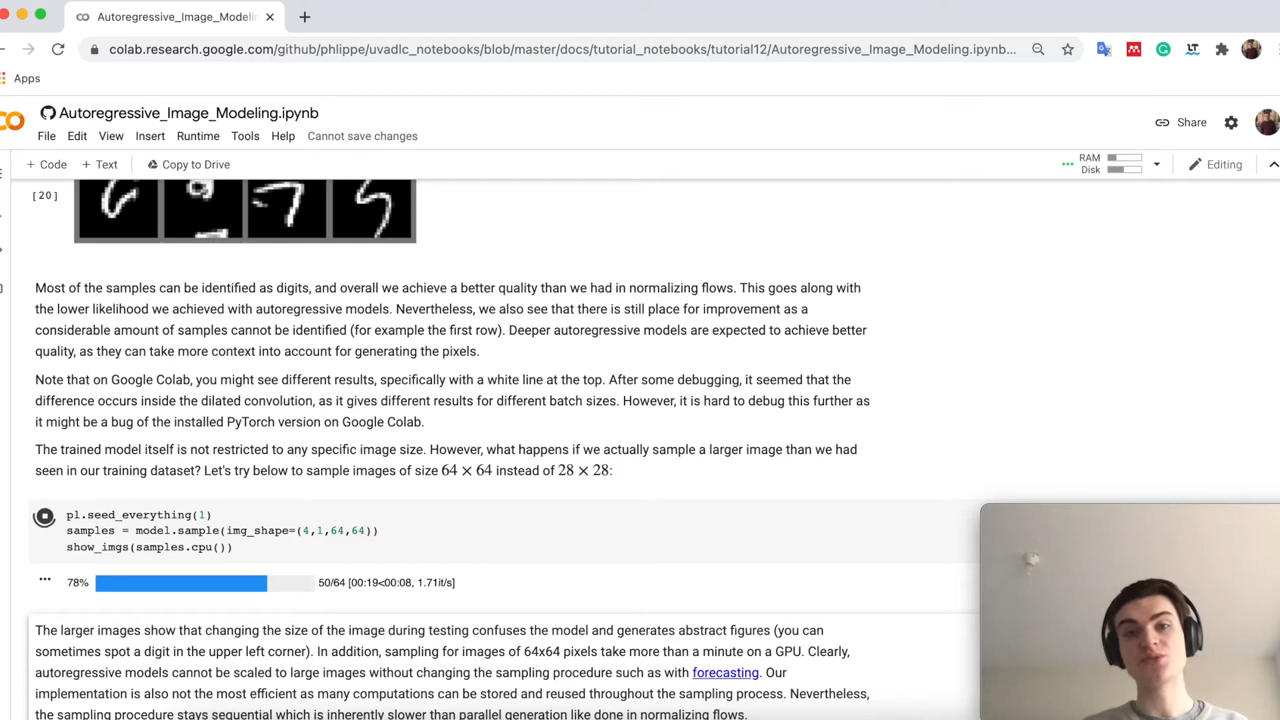 Autoregressive_Image_Modelin
colab.research.google.com/github/phlippe/uvadlc_notebooks/blob/master/docs/tutorial_notebooks/tutorial12/Autoregressive_Image_Modeling.ipynb...
Apps
Autoregressive_Image_Modeling.ipynb
File Edit View Insert Runtime Tools Help Cannot save changes
Share
+ Code + Text Copy to Drive
RAM
Disk
Editing
[20]
Most of the samples can be identified as digits, and overall we achieve a better quality than we had in normalizing flows. This goes along with
the lower likelihood we achieved with autoregressive models. Nevertheless, we also see that there is still place for improvement as a
considerable amount of samples cannot be identified (for example the first row). Deeper autoregressive models are expected to achieve better
quality, as they can take more context into account for generating the pixels.
Note that on Google Colab, you might see different results, specifically with a white line at the top. After some debugging, it seemed that the
difference occurs inside the dilated convolution, as it gives different results for different batch sizes. However, it is hard to debug this further as
it might be a bug of the installed PyTorch version on Google Colab.
The trained model itself is not restricted to any specific image size. However, what happens if we actually sample a larger image than we had
seen in our training dataset? Let's try below to sample images of size 64 × 64 instead of 28 × 28:
pl.seed_everything(1)
samples = model.sample(img_shape=(4,1,64,64))
show_imgs(samples.cpu())
78% 50/64 [00:19<00:08, 1.71it/s]
The larger images show that changing the size of the image during testing confuses the model and generates abstract figures (you can
sometimes spot a digit in the upper left corner). In addition, sampling for images of 64x64 pixels take more than a minute on a GPU. Clearly,
autoregressive models cannot be scaled to large images without changing the sampling procedure such as with forecasting. Our
implementation is also not the most efficient as many computations can be stored and reused throughout the sampling process. Nevertheless,
the sampling procedure stays sequential which is inherently slower than parallel generation like done in normalizing flows.